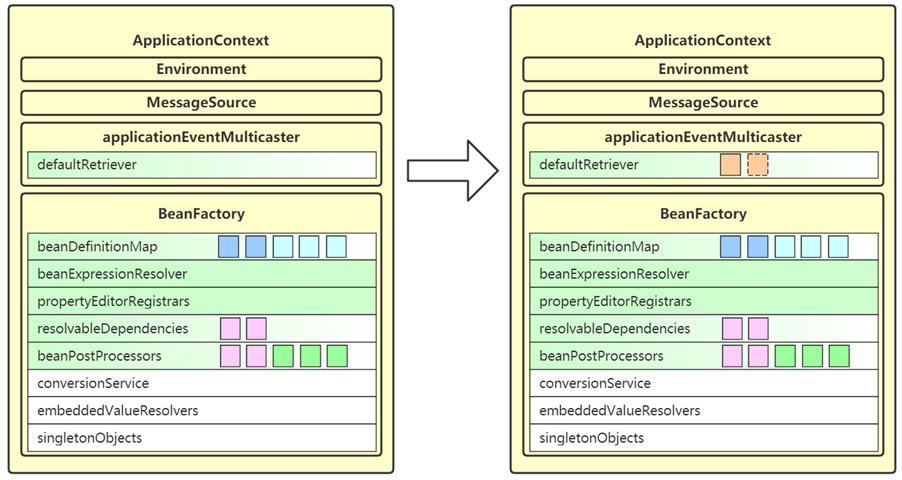 ApplicationContext
Environment
MessageSource
applicationEventMulticaster
defaultRetriever
BeanFactory
beanDefinitionMap
beanExpressionResolver
propertyEditorRegistrars
resolvableDependencies
beanPostProcessors
conversionService
embeddedValueResolvers
singletonObjects
ApplicationContext
Environment
MessageSource
applicationEventMulticaster
defaultRetriever
BeanFactory
beanDefinitionMap
beanExpressionResolver
propertyEditorRegistrars
resolvableDependencies
beanPostProcessors
conversionService
embeddedValueResolvers
singletonObjects